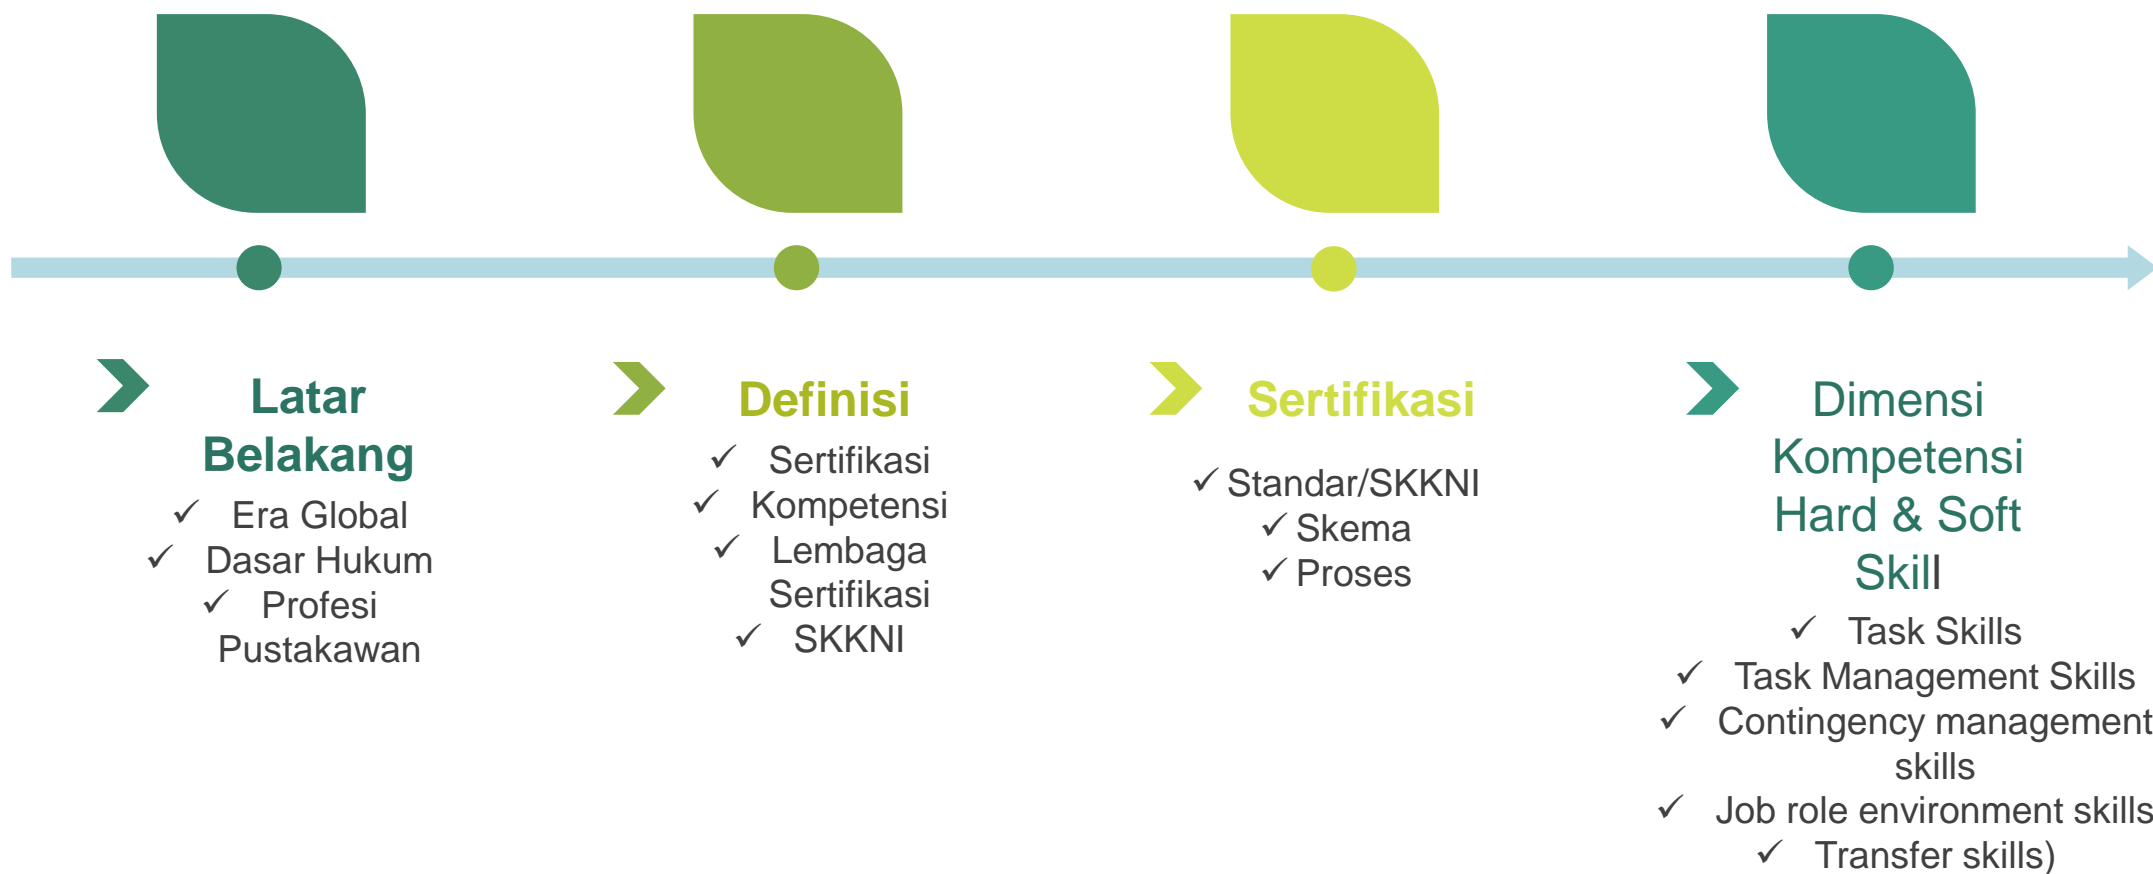 Latar
Belakang
✓ Era Global
✓ Dasar Hukum
✓ Profesi
Pustakawan
Definisi
✓ Sertifikasi
✓ Kompetensi
✓ Lembaga
Sertifikasi
✓ SKKNI
Sertifikasi
✓ Standar/SKKNI
✓ Skema
✓ Proses
Dimensi
Kompetensi
Hard & Soft
Skill
✓ Task Skills
✓ Task Management Skills
✓ Contingency management
skills
✓ Job role environment skills
✓ Transfer skills)